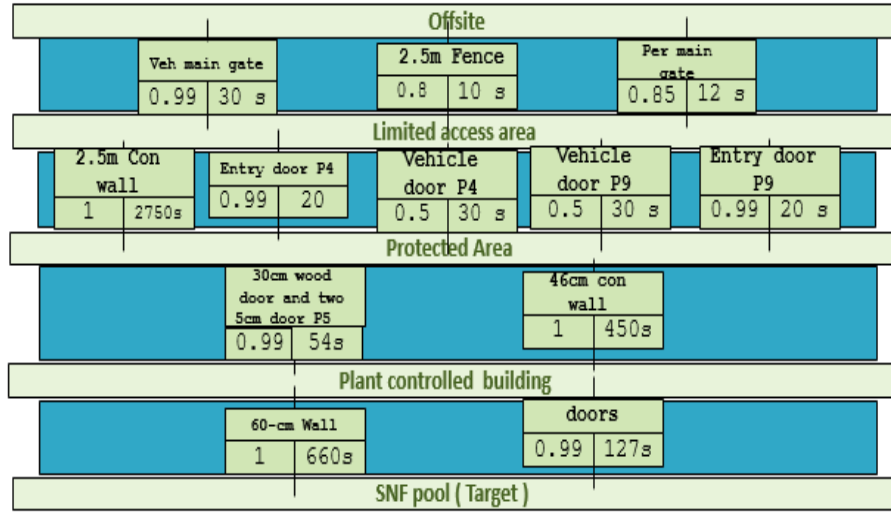 Offsite
Veh main gate
0.99 30 s
2.5m Fence
0.8 10 s
Per main
gate
0.85 12 s
Limited access area
2.5m Con
wall
1 2750s
Entry door P4
0.99 20
Vehicle
door P4
0.5 30 s
Vehicle
door P9
0.5 30 s
Entry door
P9
0.99 20 s
Protected Area
30cm wood
door and two
5cm door P5
0.99 54s
46cm con
wall
1 450s
Plant controlled building
60-cm Wall
1 660s
doors
0.99 127s
SNF pool ( Target )